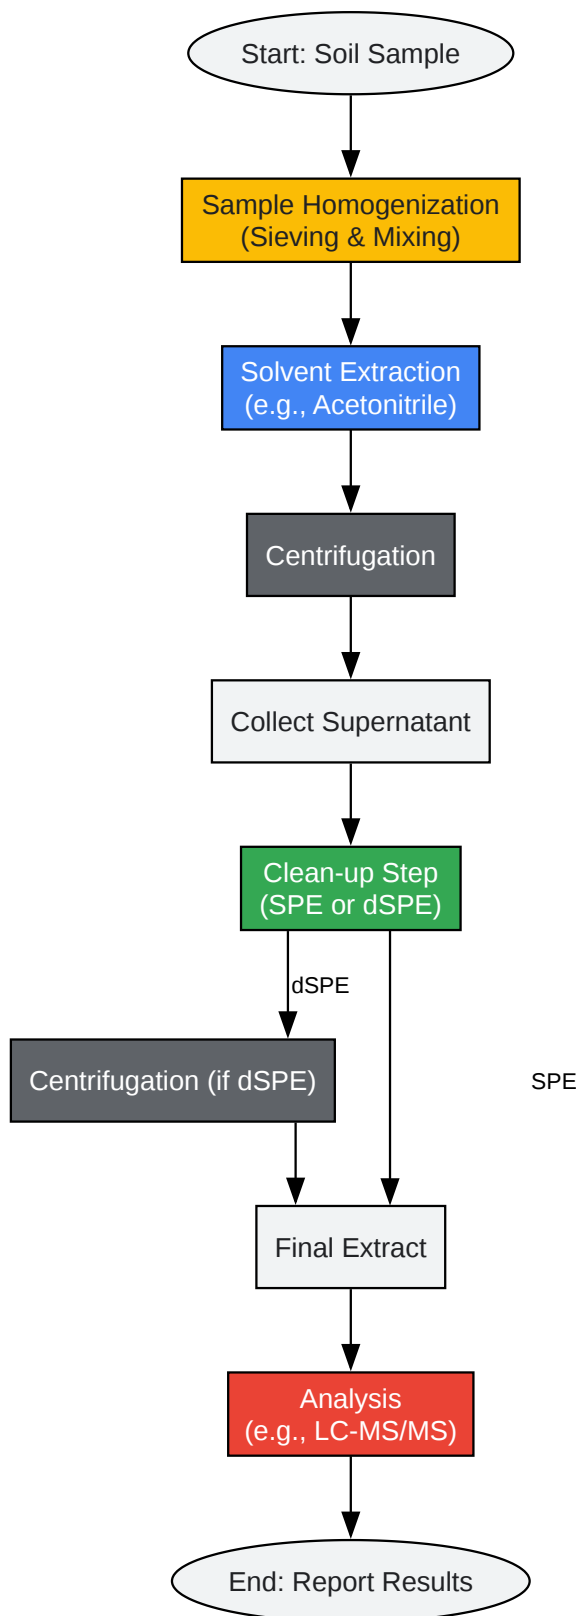 Start: Soil Sample
Sample Homogenization
(Sieving & Mixing)
Solvent Extraction
(e.g., Acetonitrile)
Centrifugation
Collect Supernatant
Clean-up Step
(SPE or dSPE)
dSPE
Centrifugation (if dSPE)
SPE
Final Extract
Analysis
(e.g., LC-MS/MS)
End: Report Results